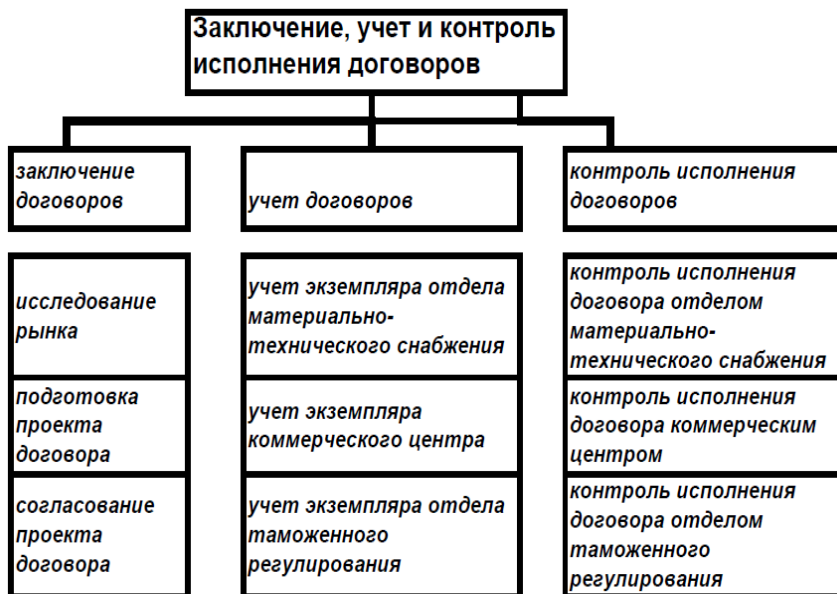 Заключение, учет и контроль
исполнения договоров
заключение
договоров
учет договоров
контроль исполнения
договоров
исследование
рынка
учет экземпляра отдела
материально-
технического снабжения
контроль исполнения
договора отделом
материально-
технического снабжения
подготовка
проекта
договора
учет экземпляра
коммерческого центра
контроль исполнения
договора коммерческим
центром
согласование
проекта
договора
учет экземпляра отдела
таможенного
регулирования
контроль исполнения
договора отделом
таможенного
регулирования